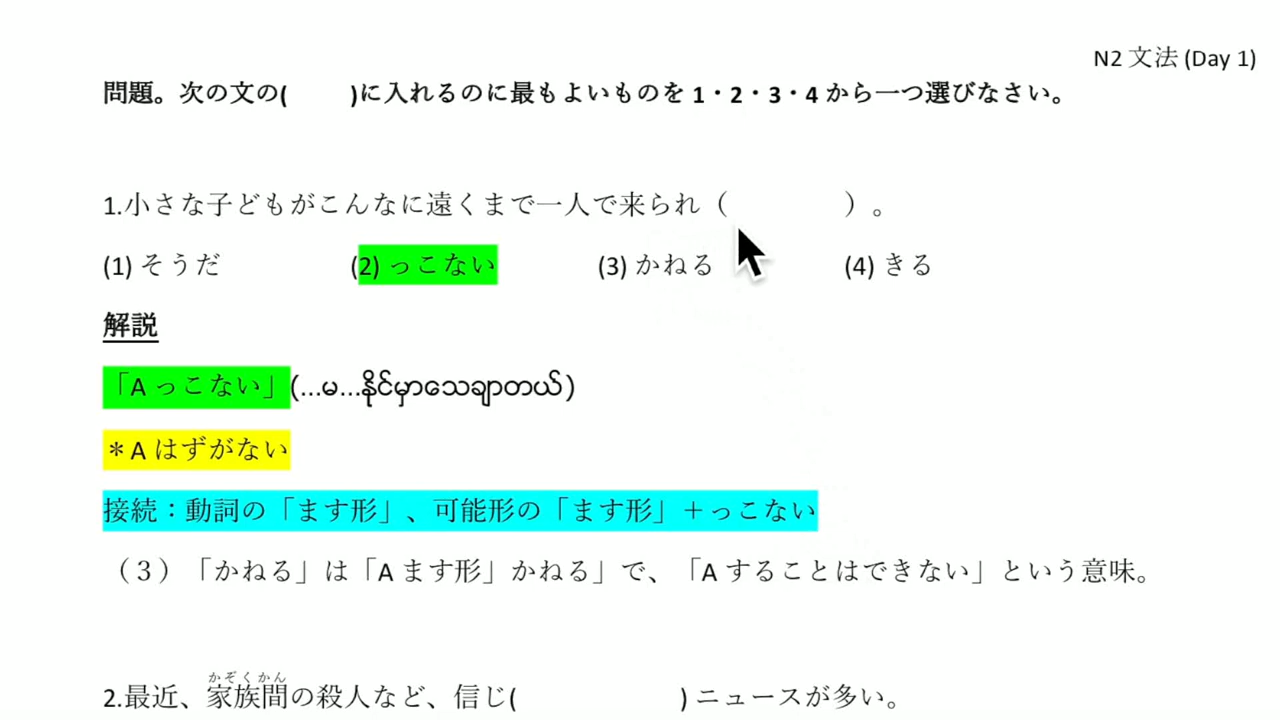 N2 文法 (Day 1)
問題。次の文の(　　)に入れるのに最もよいものを 1・2・3・4 から一つ選びなさい。
1.小さな子どもがこんなに遠くまで一人で来られ（　　　　）。
(1) そうだ　　(2) っこない　　(3) かねる　　(4) きる
解説
「A っこない」(...မ...နိုင်မှာသေချာတယ်)
＊A はずがない
接続：動詞の「ます形」、可能形の「ます形」＋っこない
（３）「かねる」は「A ます形」かねる」で、「A することはできない」という意味。
かぞくかん
2.最近、家族間の殺人など、信じ(　　　　　　)ニュースが多い。